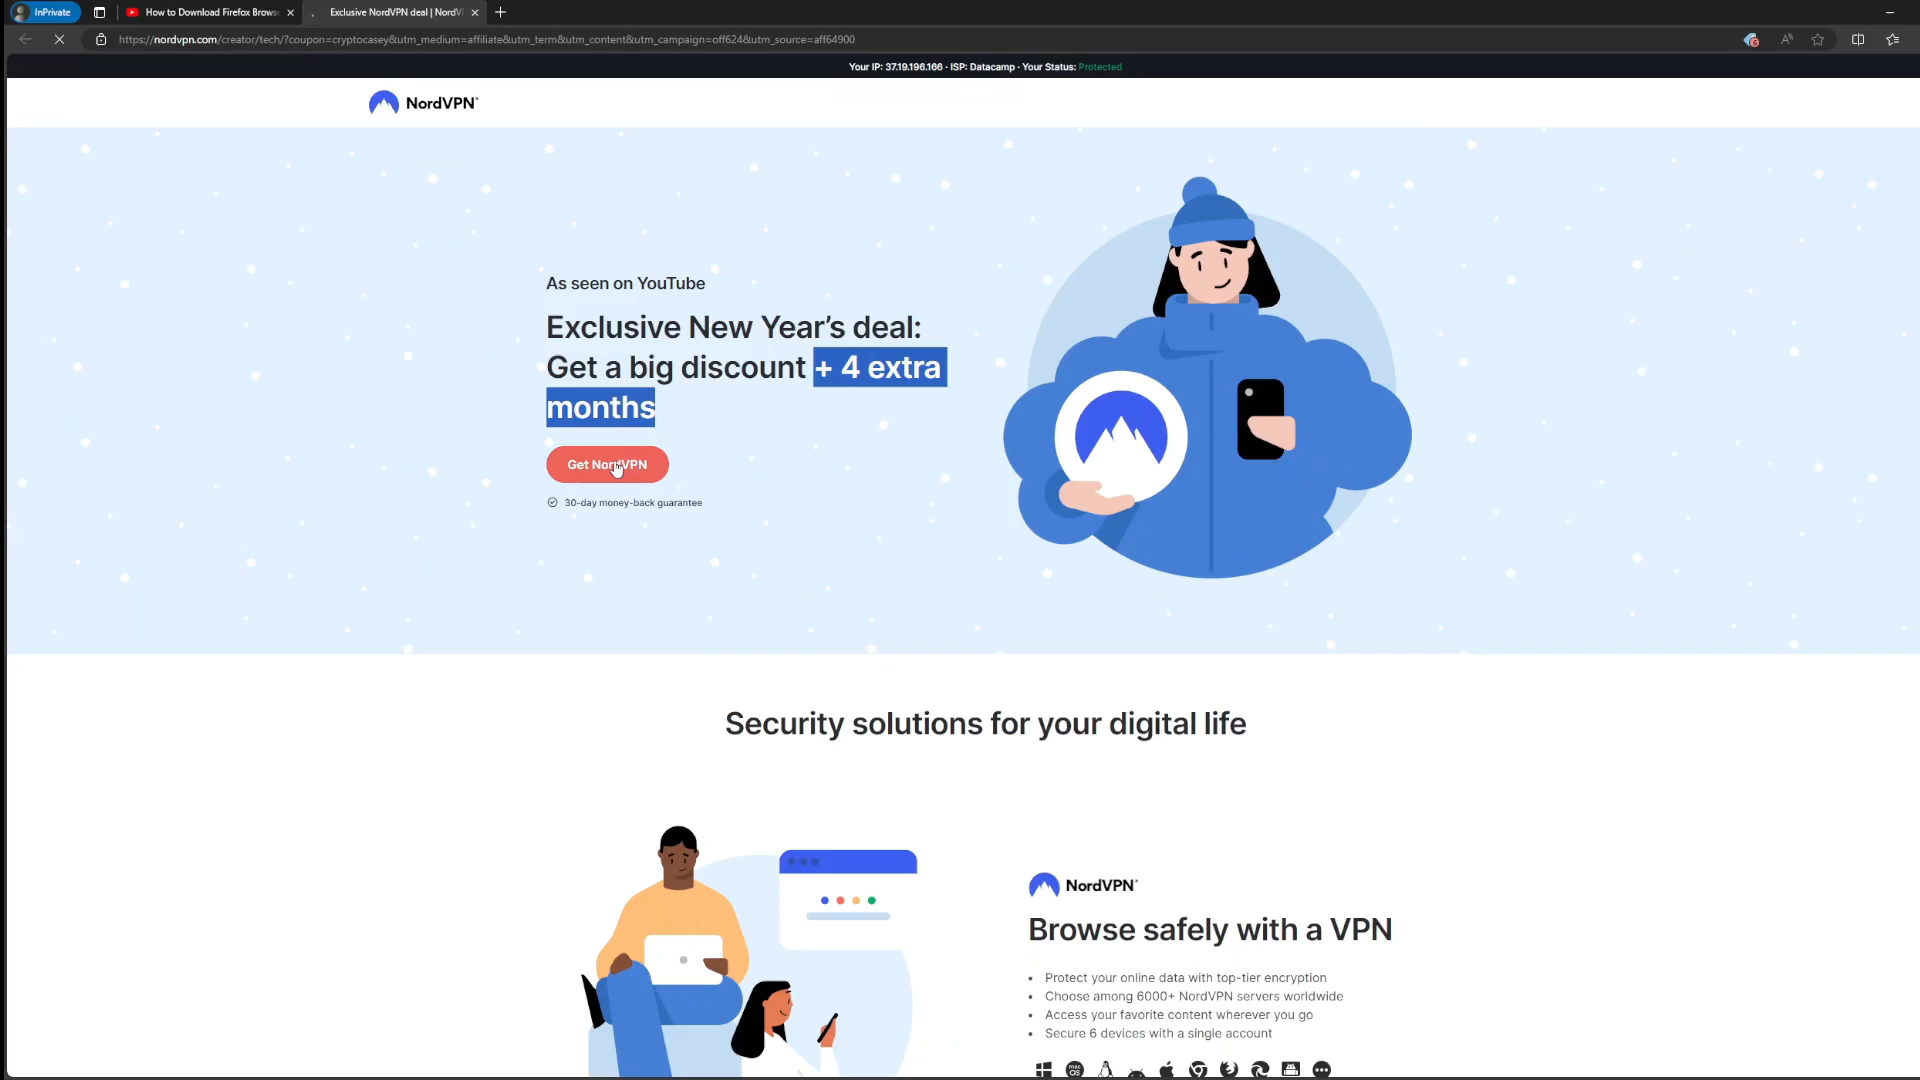 InPrivate
How to Download Firefox Brows
Exclusive NordVPN deal | NordV
https://nordvpn.com/creator/tech/?coupon=cryptocasey&utm_medium=affiliate&utm_term&utm_content&utm_campaign=off624&utm_source=aff64900
Your IP: 37.19.196.166 · ISP: Datacamp · Your Status: Protected
NordVPN®
As seen on YouTube
Exclusive New Year’s deal:
Get a big discount + 4 extra
months
Get NordVPN
30-day money-back guarantee
Security solutions for your digital life
NordVPN®
Browse safely with a VPN
• Protect your online data with top-tier encryption
• Choose among 6000+ NordVPN servers worldwide
• Access your favorite content wherever you go
• Secure 6 devices with a single account
mac
OS